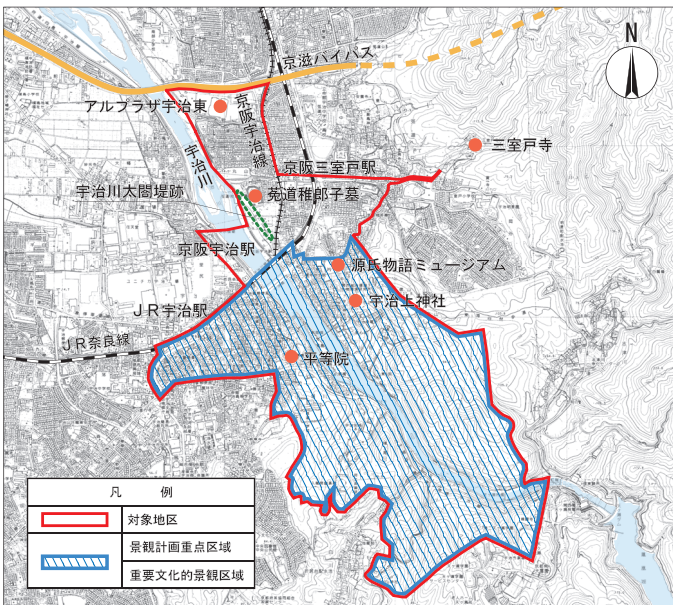 N
京滋バイパス
アルプラザ宇治東
京阪宇治線
三室戸寺
宇治川
京阪三室戸駅
宇治川太閤堤跡
莵道稚郎子墓
京阪宇治駅
源氏物語ミュージアム
JR宇治駅
宇治上神社
JR奈良線
平等院
凡 例
対象地区
景観計画重点区域
重要文化的景観区域